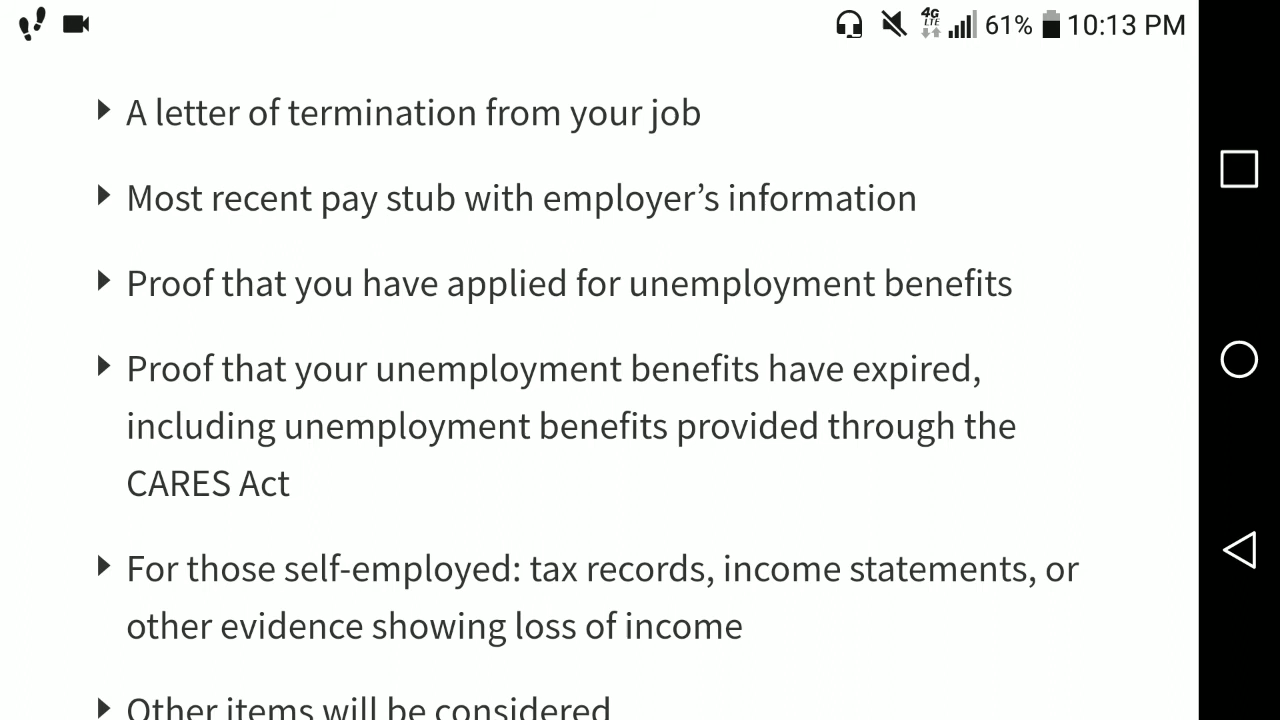 4G
LTE
61%
10:13 PM
A letter of termination from your job
Most recent pay stub with employer’s information
Proof that you have applied for unemployment benefits
Proof that your unemployment benefits have expired,
including unemployment benefits provided through the
CARES Act
For those self-employed: tax records, income statements, or
other evidence showing loss of income
Other items will be considered